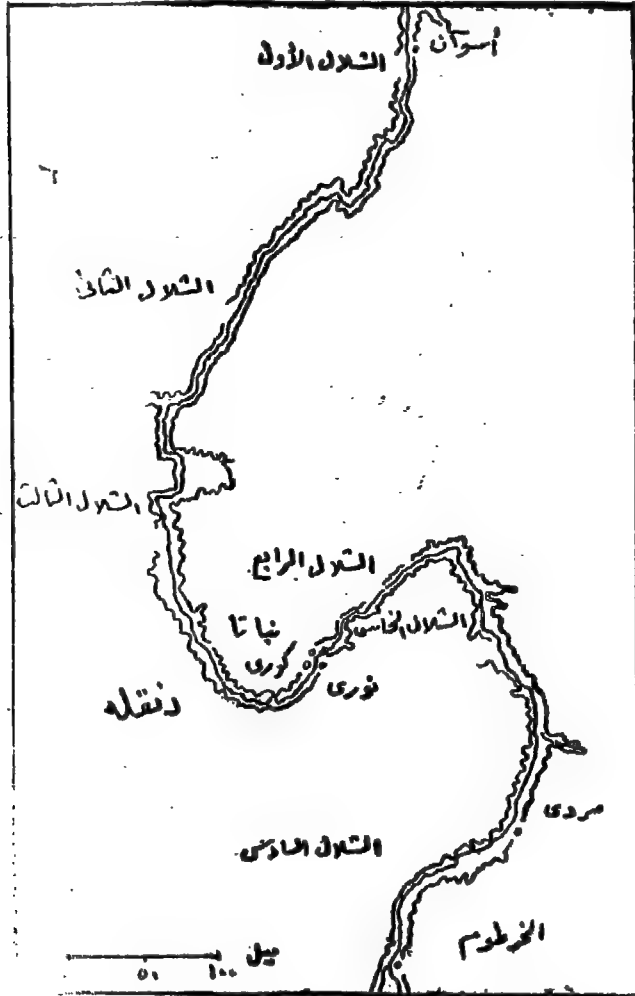 أسوان
الشلال الأول
الشلال الثانى
الشلال الثالث
الشلال الرابع
الشلال الخامس
نباتا
كورى
نورى
دنقله
مروى
الشلال السادس
الخرطوم
ميل
٥٠ ١٠٠